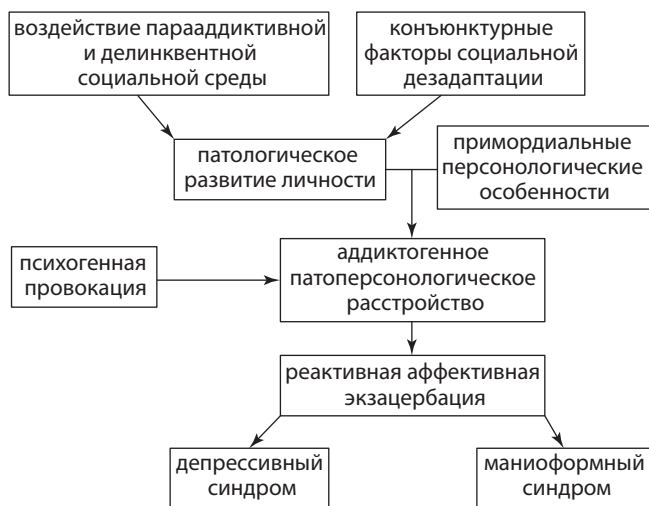 воздействие парааддиктивной
и делинквентной
социальной среды
конъюнктурные
факторы социальной
дезадаптации
патологическое
развитие личности
примордиальные
персонологические
особенности
психогенная
провокация
аддиктогенное
патоперсонологическое
расстройство
реактивная аффективная
экзацербация
депрессивный
синдром
маниоформный
синдром